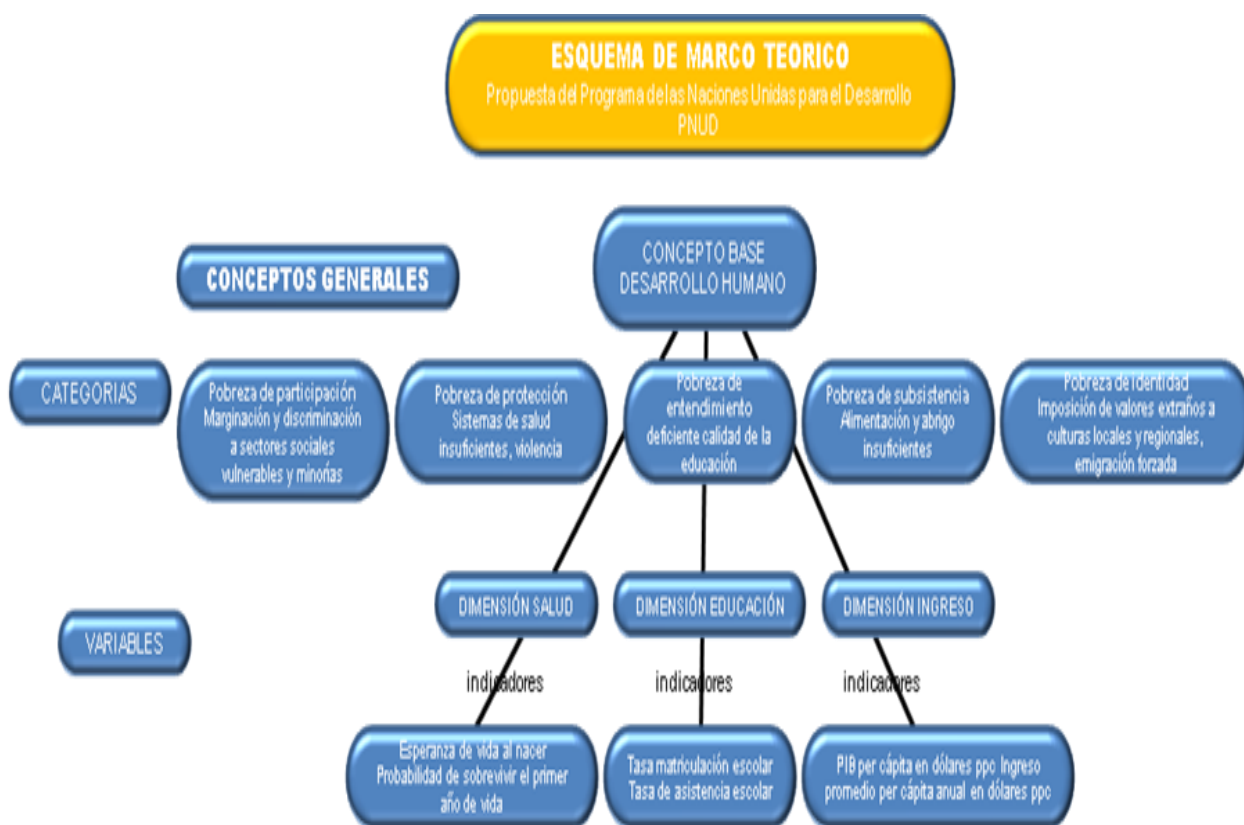 ESQUEMA DE MARCO TEORICO
Propuesta del Programa de las Naciones Unidas para el Desarrollo
PNUD
CONCEPTO BASE
DESARROLLO HUMANO
CONCEPTOS GENERALES
CATEGORIAS
Pobreza de participación
Marginación y discriminación
a sectores sociales
vulnerables y minorías
Pobreza de protección
Sistemas de salud
insuficientes, violencia
Pobreza de
entendimiento
deficiente calidad de la
educación
Pobreza de subsistencia
Alimentación y abrigo
insuficientes
Pobreza de identidad
Imposición de valores extraños a
culturas locales y regionales,
emigración forzada
VARIABLES
DIMENSIÓN SALUD
DIMENSIÓN EDUCACIÓN
DIMENSIÓN INGRESO
indicadores
indicadores
indicadores
Esperanza de vida al nacer
Probabilidad de sobrevivir el primer
año de vida
Tasa matriculación escolar
Tasa de asistencia escolar
PIB per cápita en dólares ppc Ingreso
promedio per cápita anual en dólares ppc